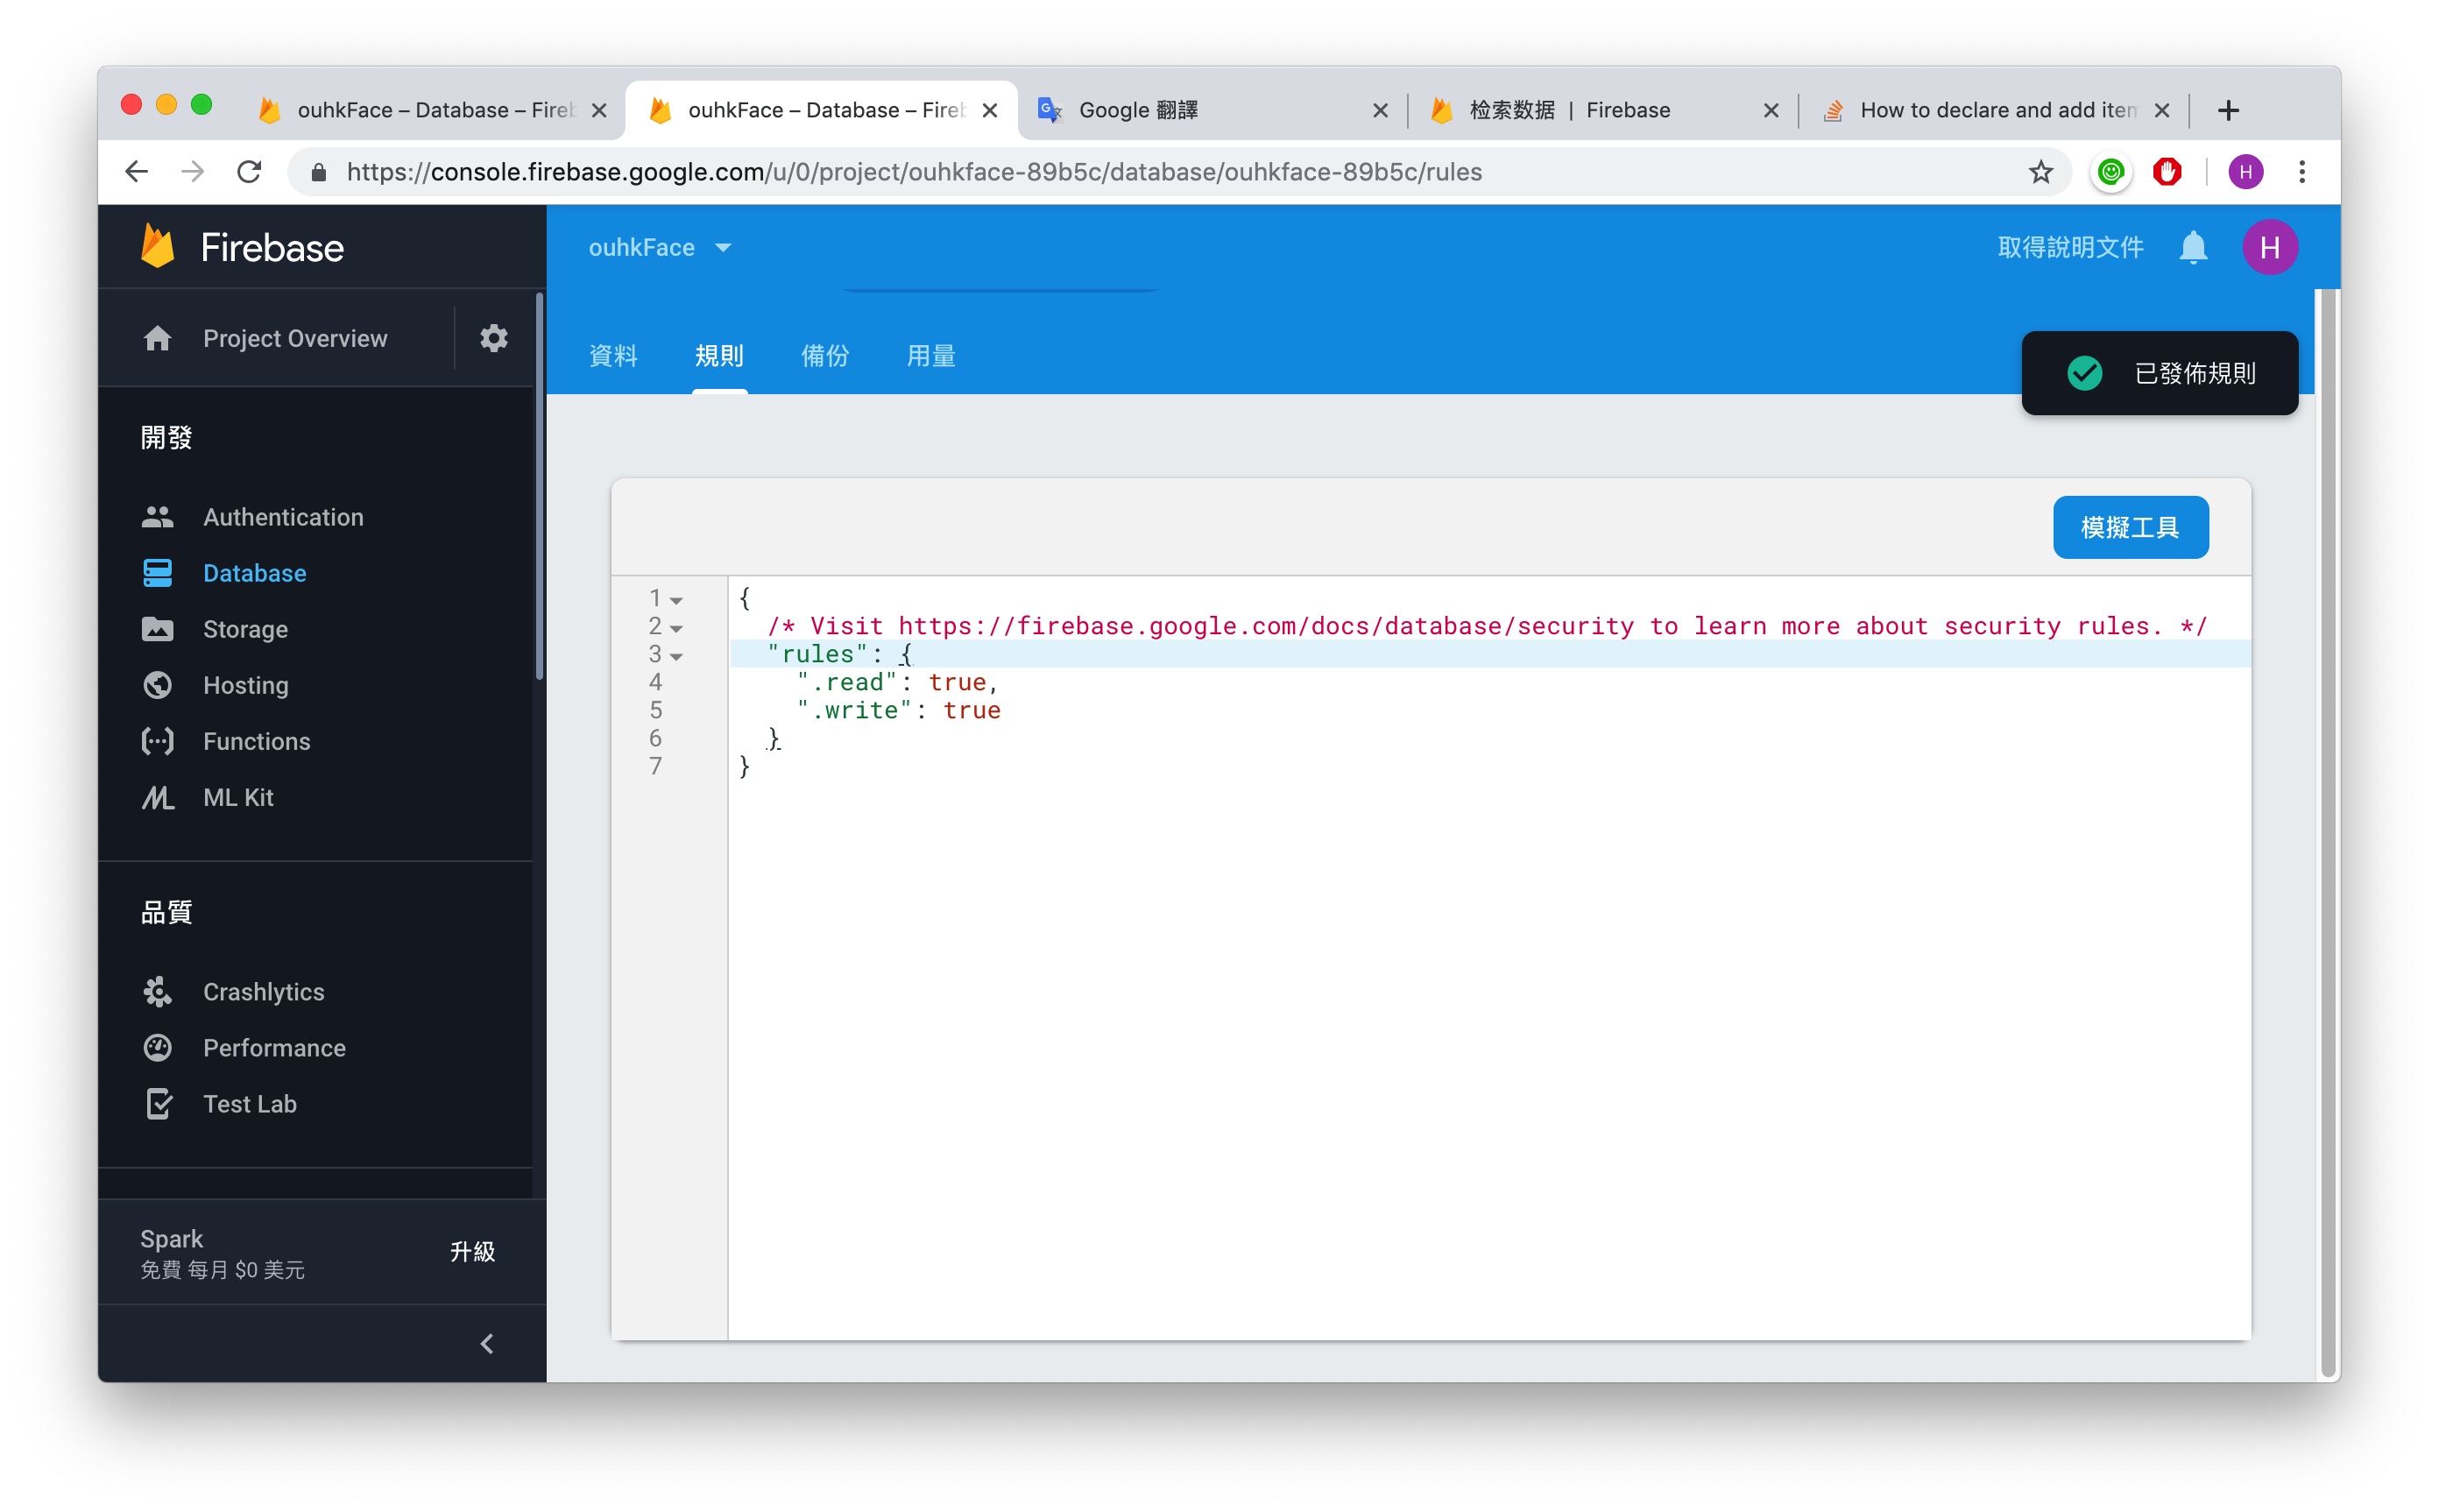 ouhkFace – Database – Fireb
ouhkFace – Database – Fireb
Google 翻譯
检索数据 | Firebase
How to declare and add item
https://console.firebase.google.com/u/0/project/ouhkface-89b5c/database/ouhkface-89b5c/rules
H
Firebase
ouhkFace
取得說明文件
H
Project Overview
資料
規則
備份
用量
已發佈規則
開發
Authentication
Database
Storage
Hosting
Functions
ML Kit
品質
Crashlytics
Performance
Test Lab
Spark
免費 每月 $0 美元
升級
模擬工具
1 {
2 /* Visit https://firebase.google.com/docs/database/security to learn more about security rules. */
3 "rules": {
4 ".read": true,
5 ".write": true
6 }
7 }